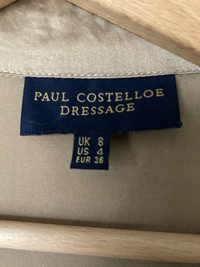 PAUL COSTELLOE
DRESSAGE
UK 8
US 4
EUR 36